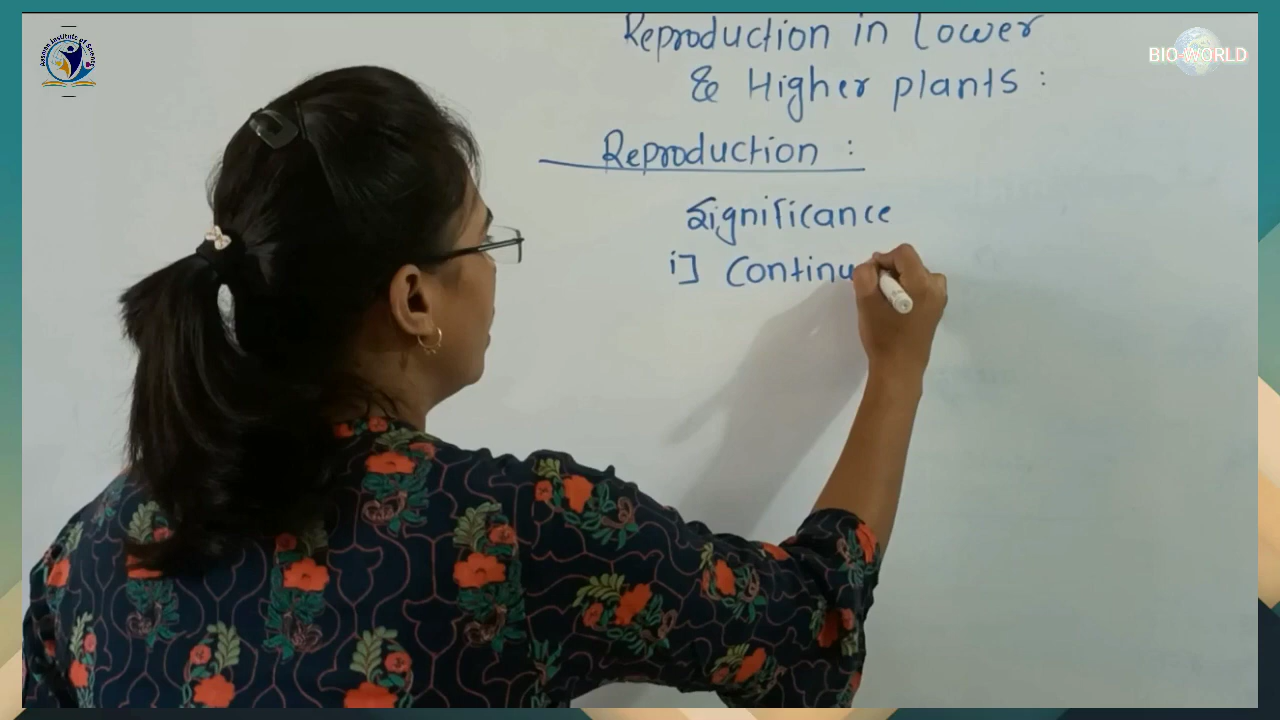 Reproduction in Lower
& Higher plants :
Reproduction :
Significance
i] Continu
BIO-WORLD